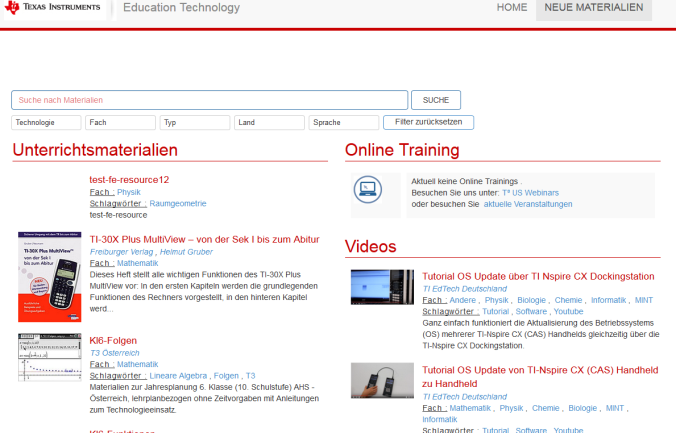 TEXAS INSTRUMENTS
Education Technology
HOME
NEUE MATERIALIEN
Suche nach Materialien
SUCHE
Technologie
Fach
Typ
Land
Sprache
Filter zurücksetzen
Unterrichtsmaterialien
test-fe-resource12
Fach : Physik
Schlagwörter : Raumgeometrie
test-fe-resource
TI-30X Plus MultiView™
von der Sek I
bis zum Abitur
TI-30X Plus MultiView – von der Sek I bis zum Abitur
Freiburger Verlag , Helmut Gruber
Fach : Mathematik
Dieses Heft stellt alle wichtigen Funktionen des TI-30X Plus
MultiView vor: In den ersten Kapiteln werden die grundlegenden
Funktionen des Rechners vorgestellt, in den hinteren Kapitel
werd...
KI6-Folgen
T3 Österreich
Fach : Mathematik
Schlagwörter : Lineare Algebra , Folgen , T3
Materialien zur Jahresplanung 6. Klasse (10. Schulstufe) AHS -
Österreich, lehrplanbezogen ohne Zeitvorgaben mit Anleitungen
zum Technologieeinsatz.
KI6-Funktionen
Online Training
Aktuell keine Online Trainings .
Besuchen Sie uns unter: T³ US Webinars
oder besuchen Sie aktuelle Veranstaltungen
Videos
Tutorial OS Update über TI Nspire CX Dockingstation
TI EdTech Deutschland
Fach : Andere , Physik , Biologie , Chemie , Informatik , MINT
Schlagwörter : Tutorial , Software , Youtube
Ganz einfach funktioniert die Aktualisierung des Betriebssystems
(OS) mehrerer TI-Nspire CX (CAS) Handhelds gleichzeitig über die
TI-Nspire CX Dockingstation.
Tutorial OS Update von TI-Nspire CX (CAS) Handheld
zu Handheld
TI EdTech Deutschland
Fach : Mathematik , Physik , Chemie , Biologie , MINT ,
Informatik
Schlagwörter : Tutorial , Software , Youtube